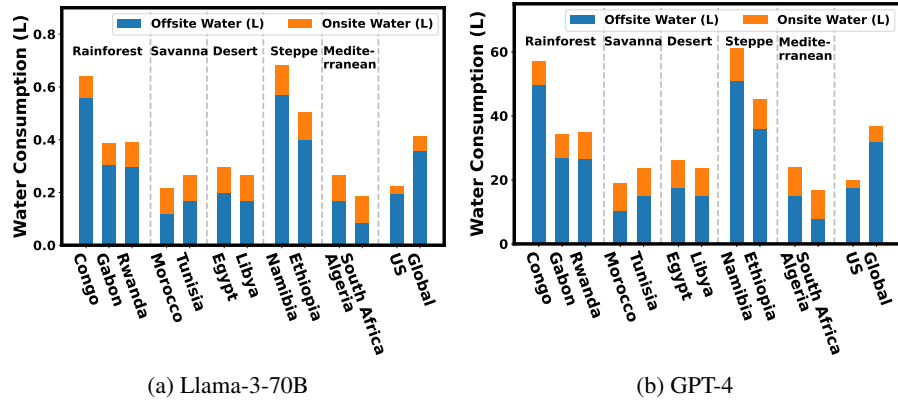 Offsite Water (L) Onsite Water (L)
Rainforest Savanna Desert Steppe Medite-
rranean
Water Consumption (L)
0.8
0.6
0.4
0.2
0.0
Congo
Gabon
Rwanda
Morocco
Tunisia
Egypt
Libya
Namibia
Ethiopia
Algeria
South Africa
US
Global
(a) Llama-3-70B
Offsite Water (L) Onsite Water (L)
Rainforest Savanna Desert Steppe Medite-
rranean
Water Consumption (L)
60
40
20
0
Congo
Gabon
Rwanda
Morocco
Tunisia
Egypt
Libya
Namibia
Ethiopia
Algeria
South Africa
US
Global
(b) GPT-4